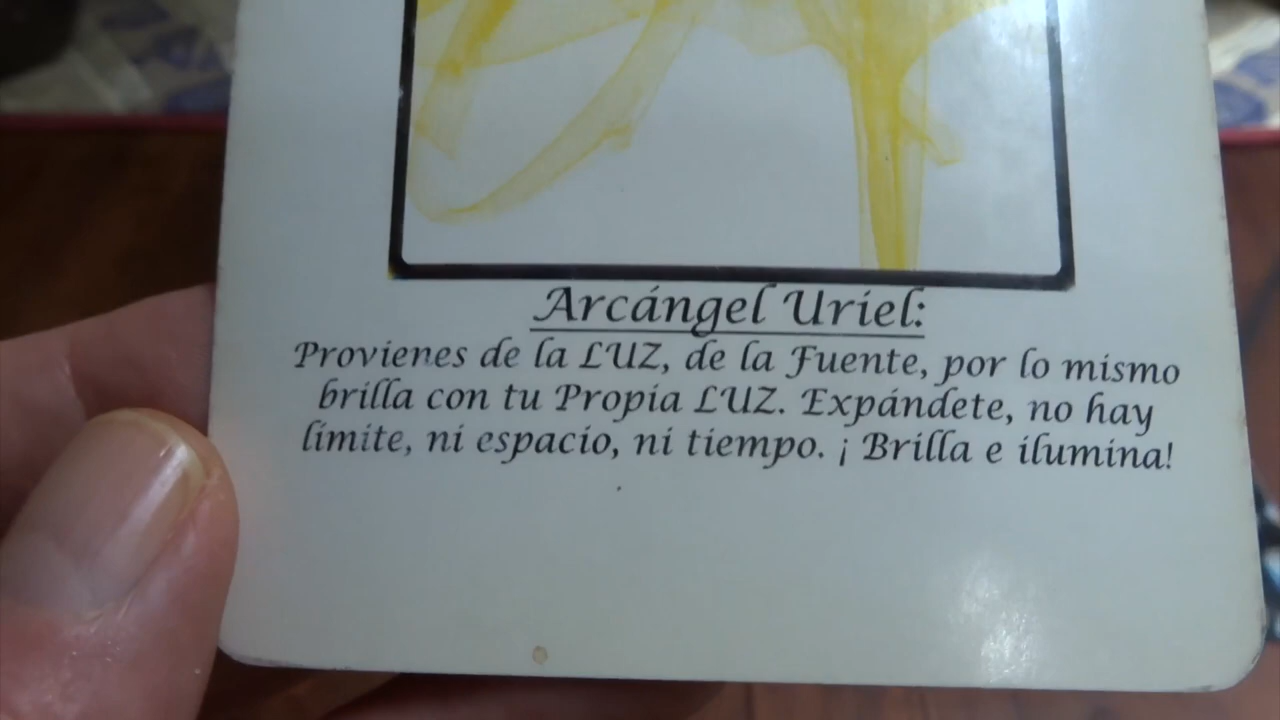 Arcángel Uriel:
Provienes de la LUZ, de la Fuente, por lo mismo
brilla con tu Propia LUZ. Expándete, no hay
límite, ni espacio, ni tiempo. ¡ Brilla e ilumina!